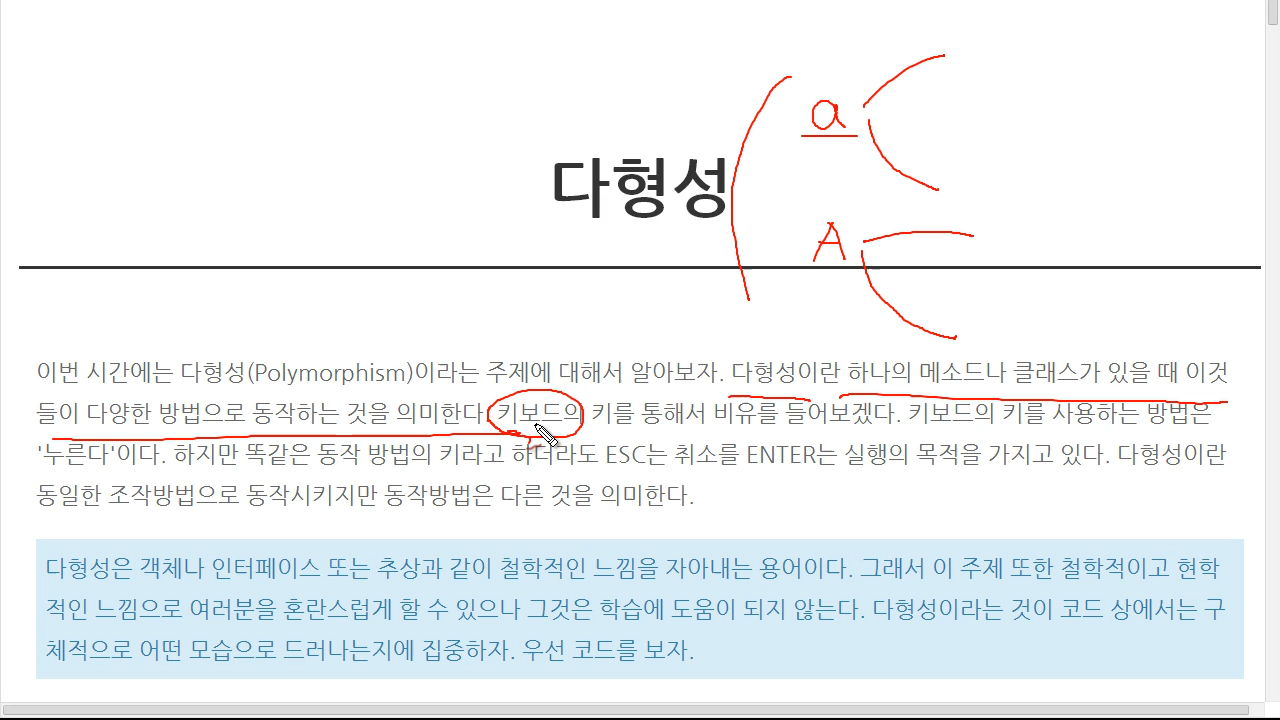 a
다형성
A
이번 시간에는 다형성(Polymorphism)이라는 주제에 대해서 알아보자. 다형성이란 하나의 메소드나 클래스가 있을 때 이것
들이 다양한 방법으로 동작하는 것을 의미한다. 키보드의 키를 통해서 비유를 들어보겠다. 키보드의 키를 사용하는 방법은
'누른다'이다. 하지만 똑같은 동작 방법의 키라고 하더라도 ESC는 취소를 ENTER는 실행의 목적을 가지고 있다. 다형성이란
동일한 조작방법으로 동작시키지만 동작방법은 다른 것을 의미한다.
다형성은 객체나 인터페이스 또는 추상과 같이 철학적인 느낌을 자아내는 용어이다. 그래서 이 주제 또한 철학적이고 현학
적인 느낌으로 여러분을 혼란스럽게 할 수 있으나 그것은 학습에 도움이 되지 않는다. 다형성이라는 것이 코드 상에서는 구
체적으로 어떤 모습으로 드러나는지에 집중하자. 우선 코드를 보자.